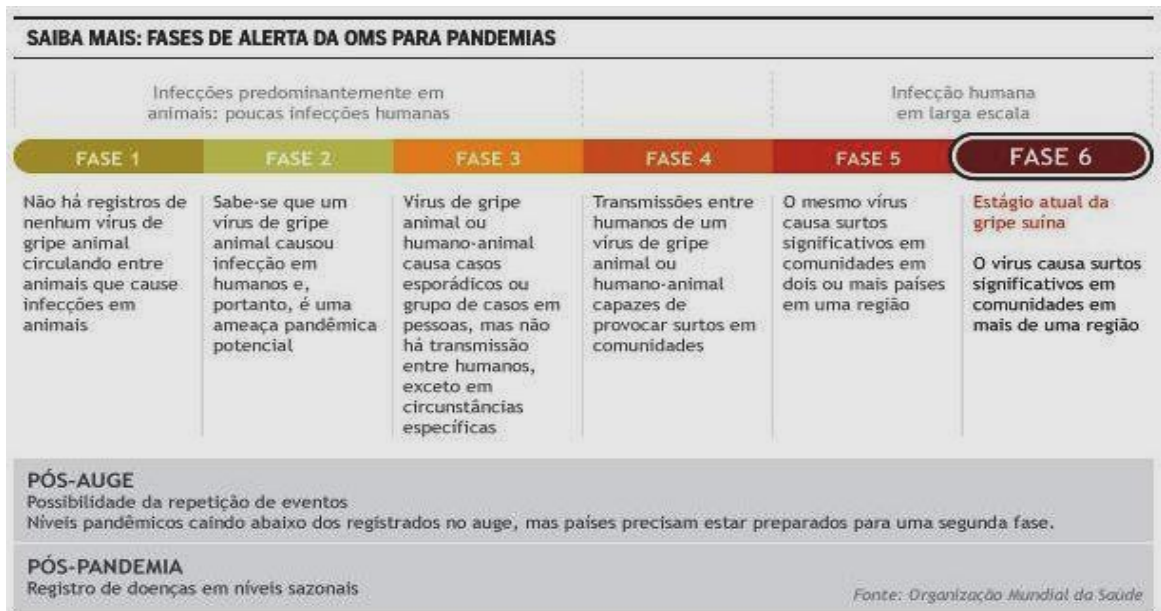 SAIBA MAIS: FASES DE ALERTA DA OMS PARA PANDEMIAS
Infecções predominantemente em
animais: poucas infecções humanas
Infecção humana
em larga escala
FASE 1
Não há registros de
nenhum vírus de
gripe animal
circulando entre
animais que cause
infecções em
animais
FASE 2
Sabe-se que um
vírus de gripe
animal causou
infecção em
humanos e,
portanto, é uma
ameaça pandêmica
potencial
FASE 3
Vírus de gripe
animal ou
humano-animal
causa casos
esporádicos ou
grupo de casos em
pessoas, mas não
há transmissão
entre humanos,
exceto em
circunstâncias
específicas
FASE 4
Transmissões entre
humanos de um
vírus de gripe
animal ou
humano-animal
capazes de
provocar surtos em
comunidades
FASE 5
O mesmo vírus
causa surtos
significativos em
comunidades em
dois ou mais países
em uma região
FASE 6
Estágio atual da
gripe suína
O vírus causa surtos
significativos em
comunidades em
mais de uma região
PÓS-AUGE
Possibilidade da repetição de eventos
Níveis pandêmicos caindo abaixo dos registrados no auge, mas países precisam estar preparados para uma segunda fase.
PÓS-PANDEMIA
Registro de doenças em níveis sazonais
Fonte: Organização Mundial da Saúde